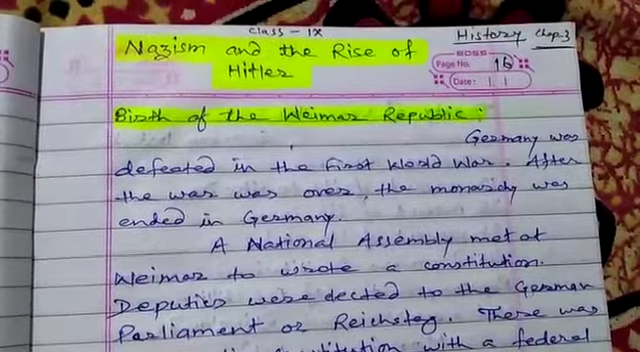 Class - IX
History Chap. 3
Nazism and the Rise of
Hitler
BOSS
Page No. 16
Date:
Birth of the Weimar Republic:
Germany was
defeated in the First World War. After
the war was over, the monarchy was
ended in Germany.
A National Assembly met at
Weimar to wrote a constitution.
Deputies were elected to the German
Parliament or Reichstag. There was
with a federal